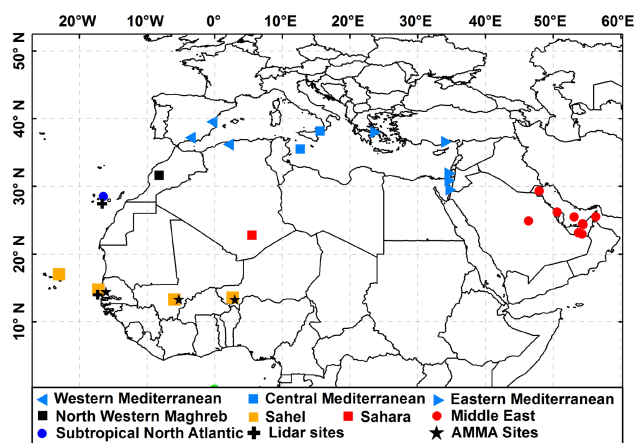 20°W 10°W 0°E 10°E 20°E 30°E 40°E 50°E 60°E
50° N
40° N
30° N
20° N
10° N
Western Mediterranean Central Mediterranean Eastern Mediterranean
North Western Maghreb Sahel Sahara Middle East
Subtropical North Atlantic Lidar sites AMMA Sites